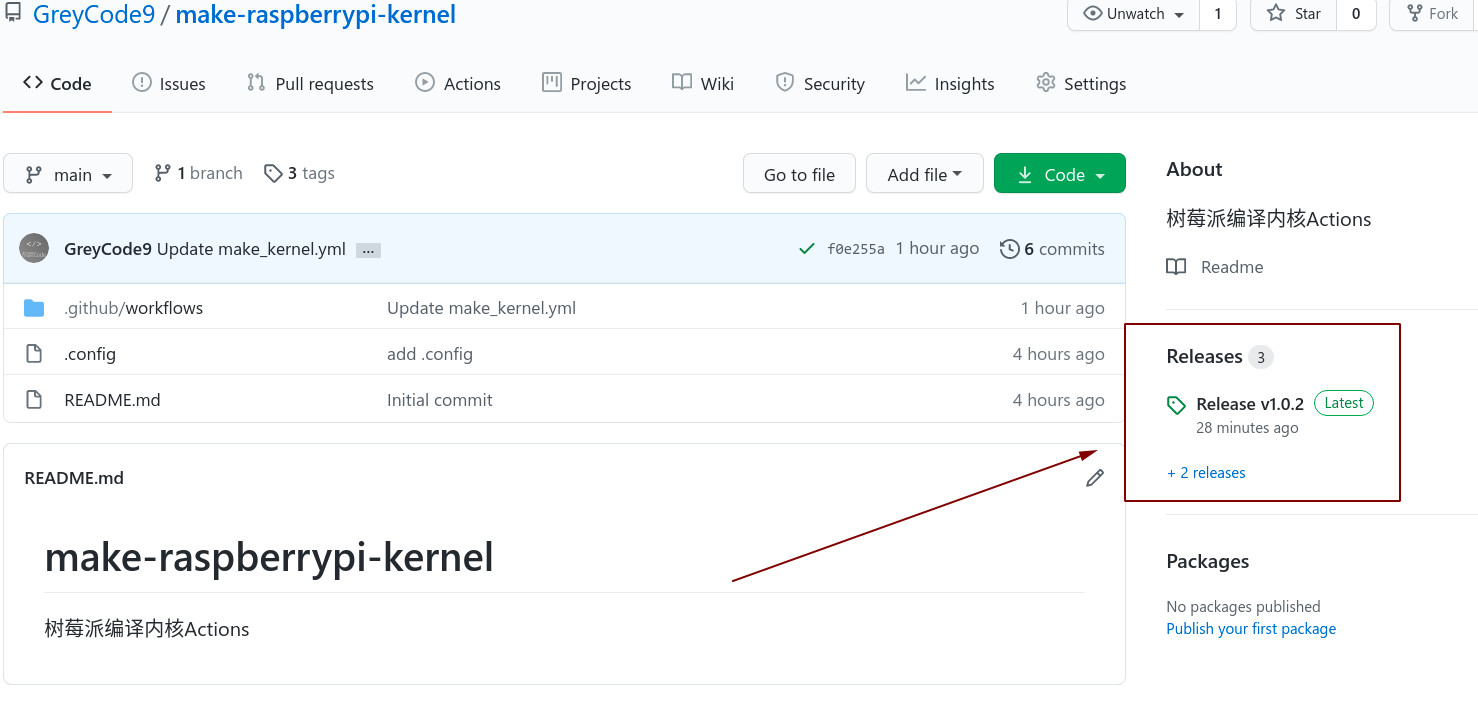 GreyCode9 / make-raspberrypi-kernel
Unwatch 1 Star 0 Fork
Code Issues Pull requests Actions Projects Wiki Security Insights Settings
main 1 branch 3 tags Go to file Add file Code
GreyCode9 Update make_kernel.yml ... f0e255a 1 hour ago 6 commits
.github/workflows Update make_kernel.yml 1 hour ago
.config add .config 4 hours ago
README.md Initial commit 4 hours ago
README.md
make-raspberrypi-kernel
树莓派编译内核Actions
About
树莓派编译内核Actions
Readme
Releases 3
Release v1.0.2 Latest
28 minutes ago
+ 2 releases
Packages
No packages published
Publish your first package